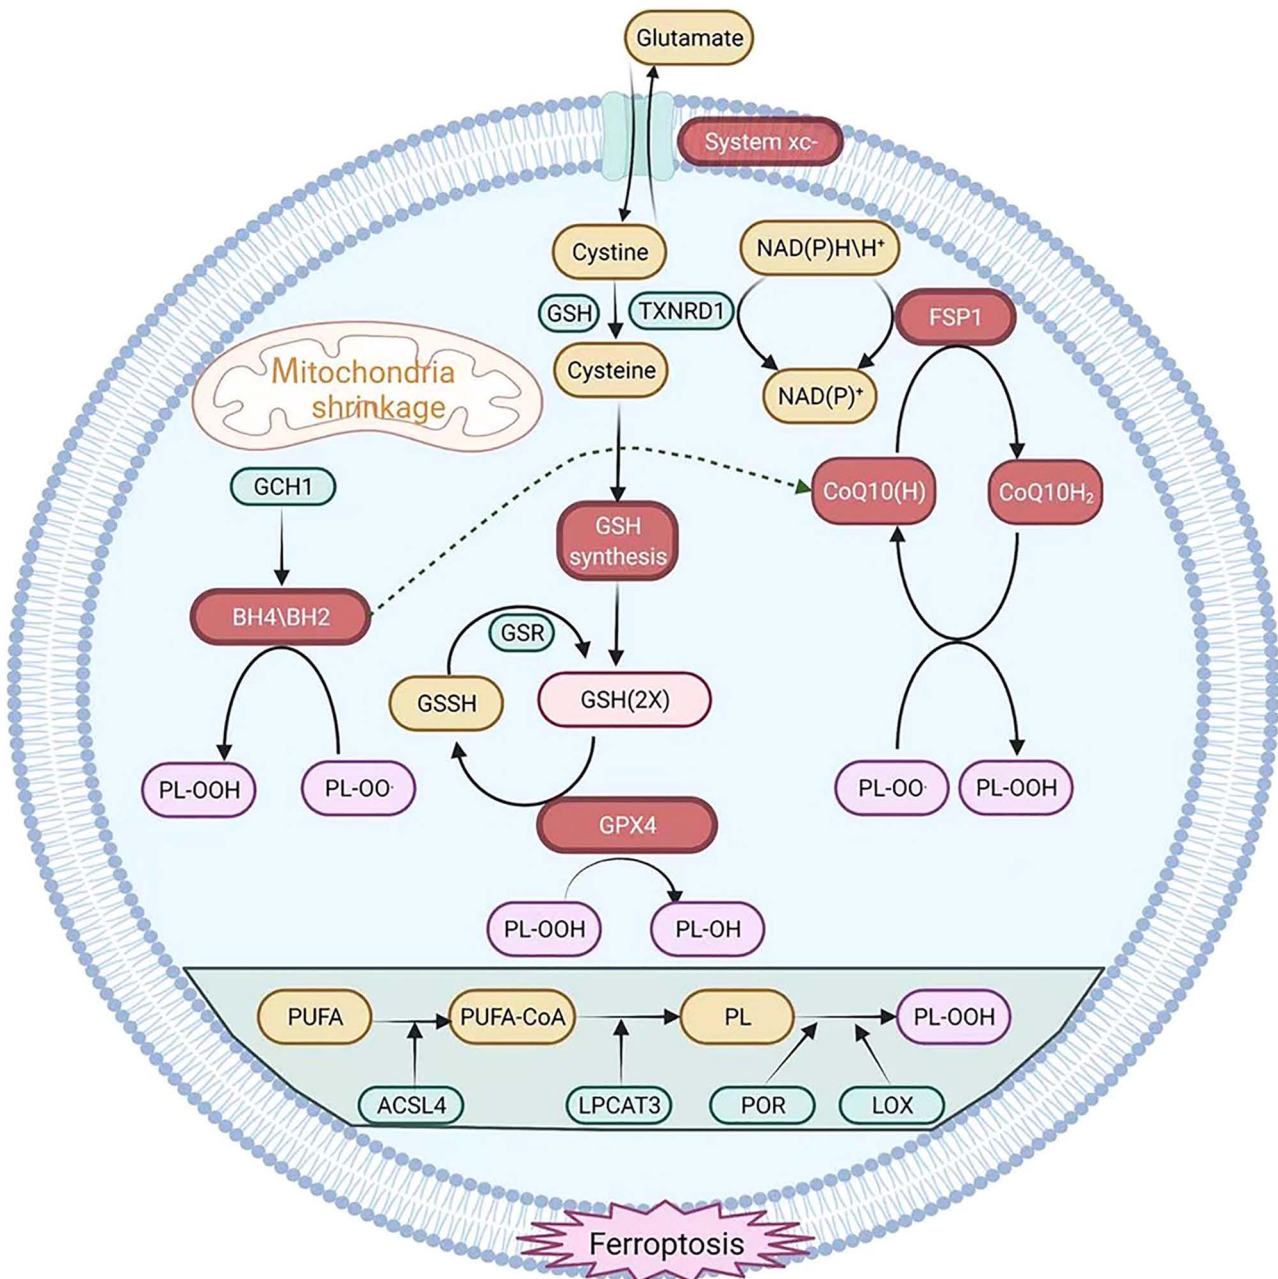 Glutamate
System xc-
Cystine
NAD(P)H\H⁺
GSH
TXNRD1
FSP1
Mitochondria
shrinkage
Cysteine
NAD(P)⁺
GCH1
CoQ10(H)
CoQ10H₂
GSH
synthesis
BH4\BH2
GSR
GSSH
GSH(2X)
PL-OOH
PL-OO·
PL-OO·
PL-OOH
GPX4
PL-OOH
PL-OH
PUFA
PUFA-CoA
PL
PL-OOH
ACSL4
LPCAT3
POR
LOX
Ferroptosis